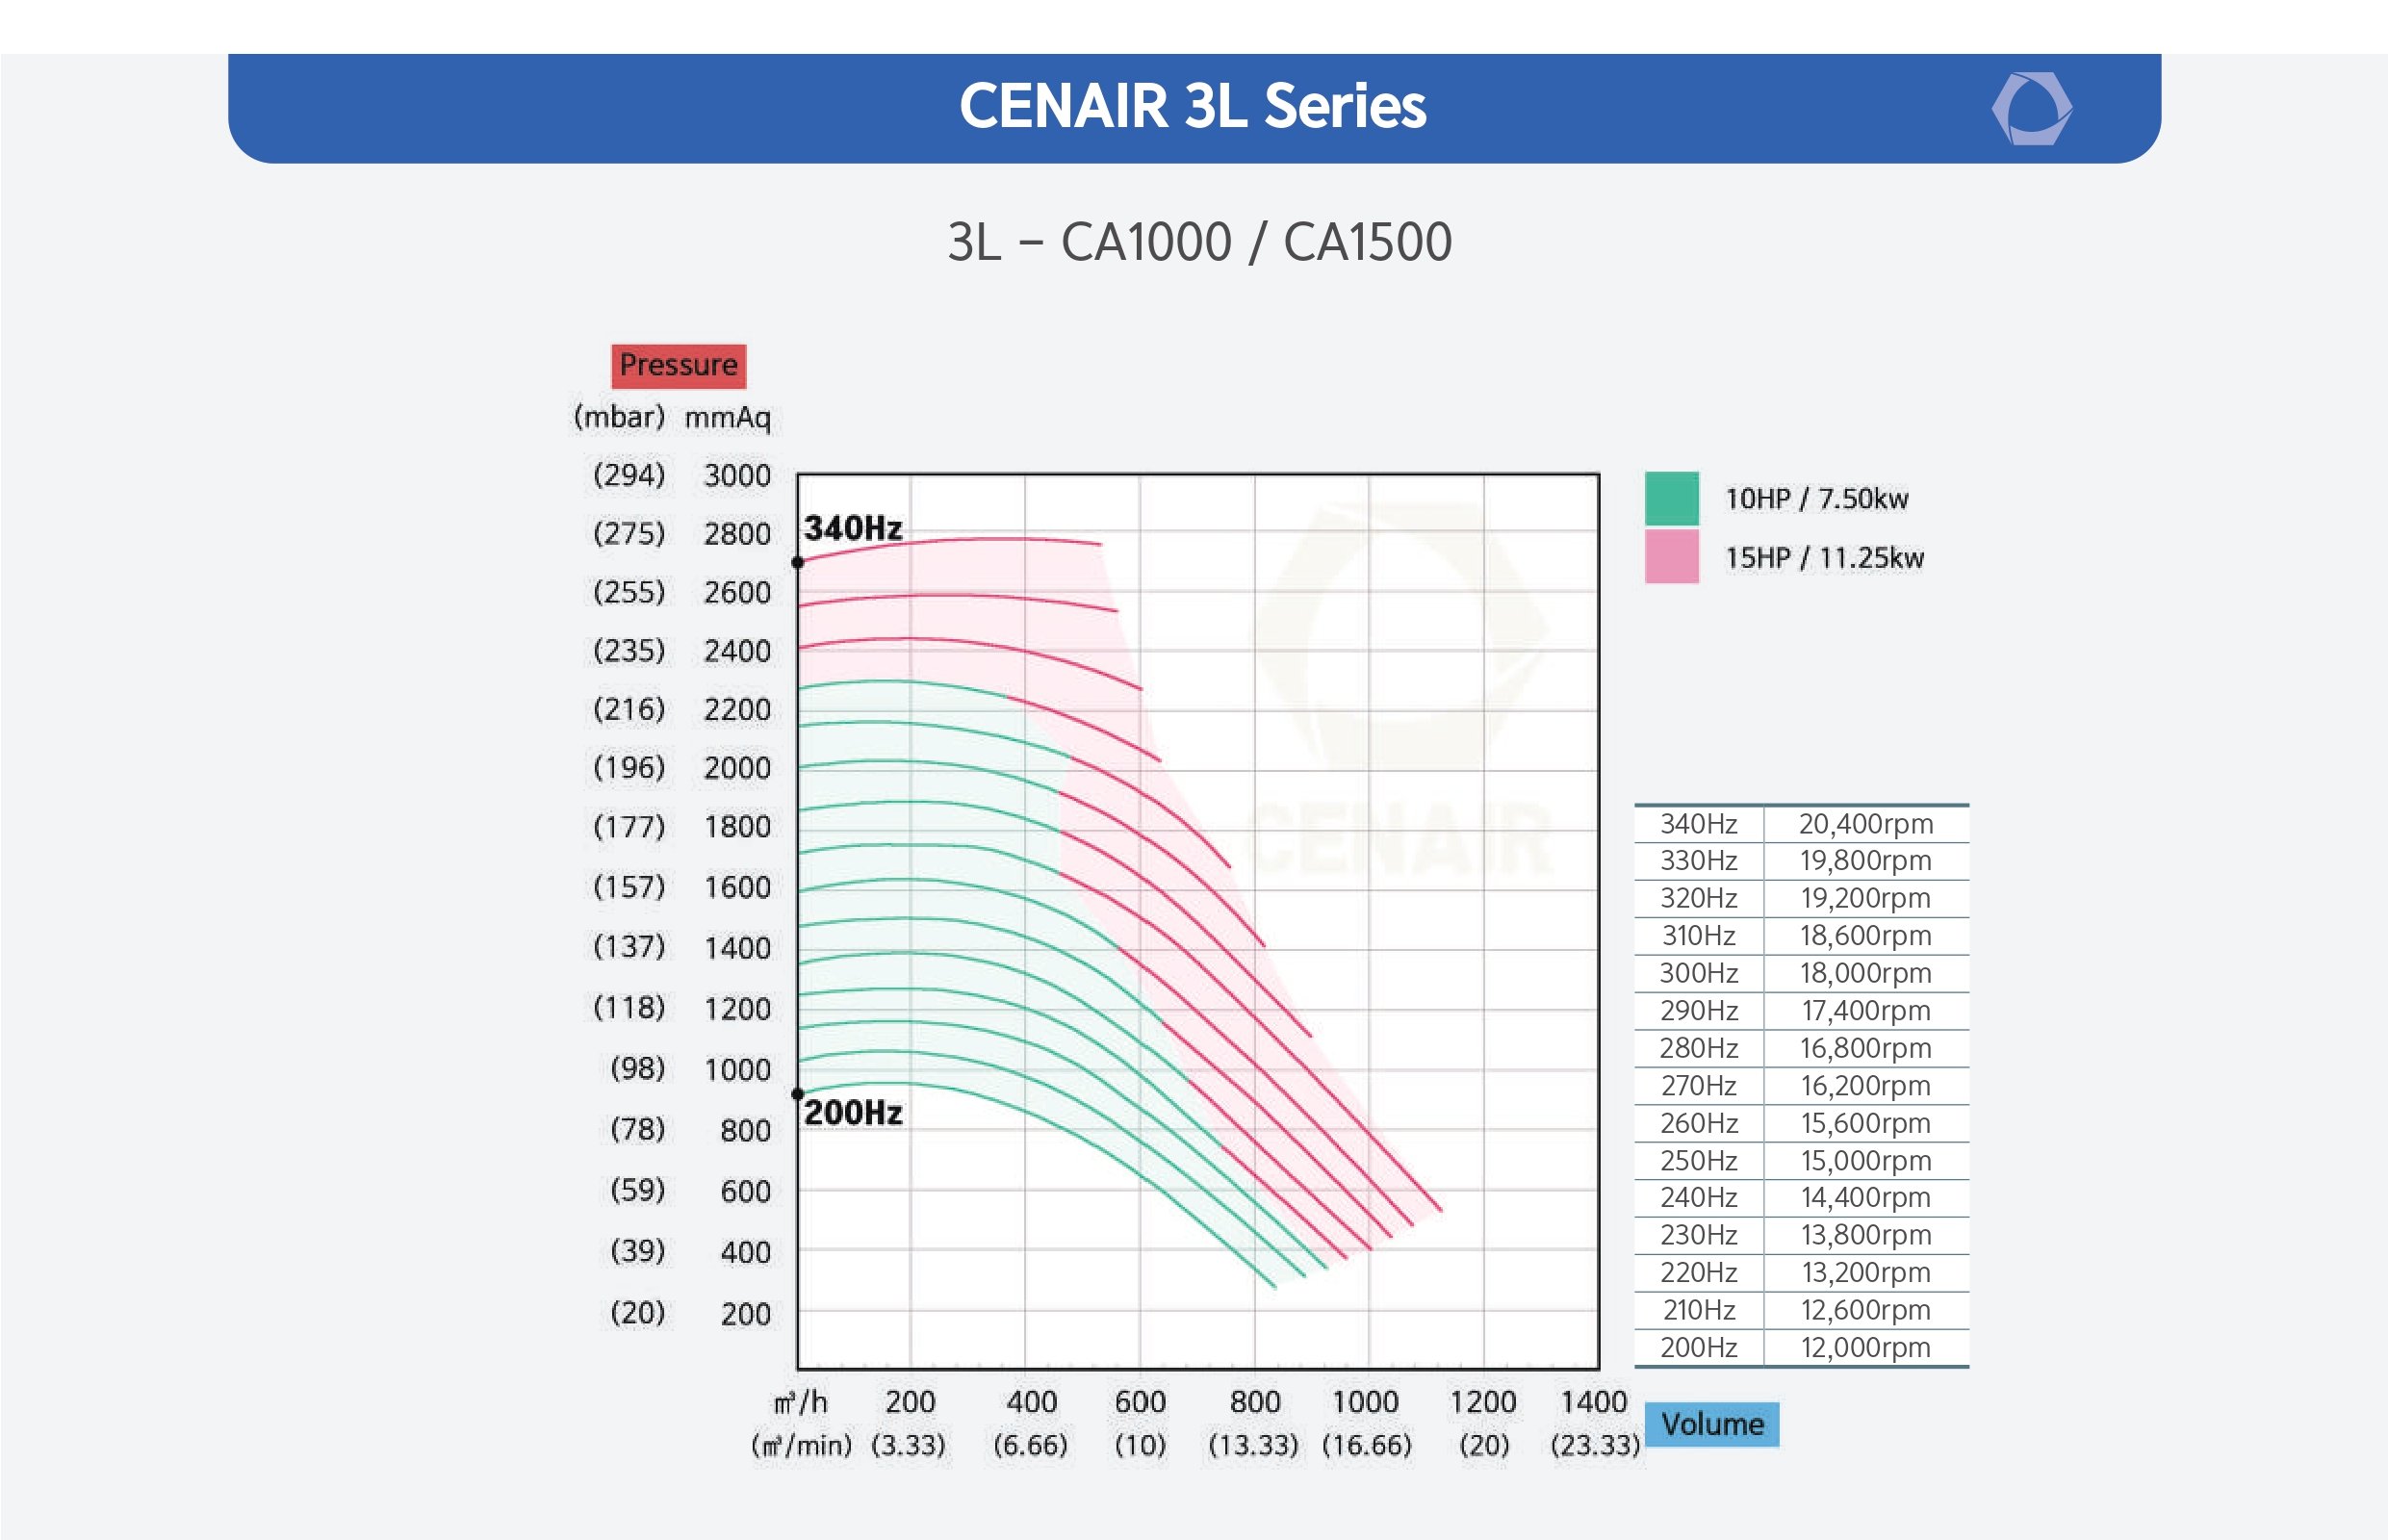 CENAIR 3L Series
3L – CA1000 / CA1500
Pressure
(mbar) mmAq
(294) 3000
(275) 2800
(255) 2600
(235) 2400
(216) 2200
(196) 2000
(177) 1800
(157) 1600
(137) 1400
(118) 1200
(98) 1000
(78) 800
(59) 600
(39) 400
(20) 200
340Hz
200Hz
CENAIR
㎥/h 200 400 600 800 1000 1200 1400
(㎥/min) (3.33) (6.66) (10) (13.33) (16.66) (20) (23.33)
Volume
10HP / 7.50kw
15HP / 11.25kw
340Hz 20,400rpm
330Hz 19,800rpm
320Hz 19,200rpm
310Hz 18,600rpm
300Hz 18,000rpm
290Hz 17,400rpm
280Hz 16,800rpm
270Hz 16,200rpm
260Hz 15,600rpm
250Hz 15,000rpm
240Hz 14,400rpm
230Hz 13,800rpm
220Hz 13,200rpm
210Hz 12,600rpm
200Hz 12,000rpm